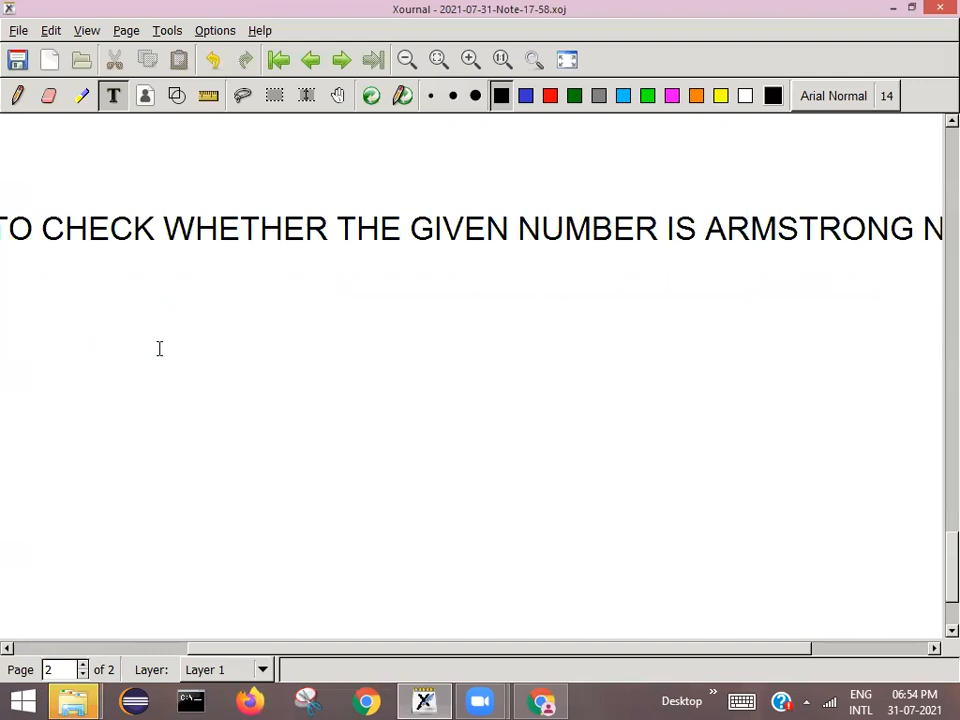 Xournal - 2021-07-31-Note-17-58.xoj
File Edit View Page Tools Options Help
T
Arial Normal 14
TO CHECK WHETHER THE GIVEN NUMBER IS ARMSTRONG N
Page 2 of 2 Layer: Layer 1
Desktop
ENG
INTL
06:54 PM
31-07-2021